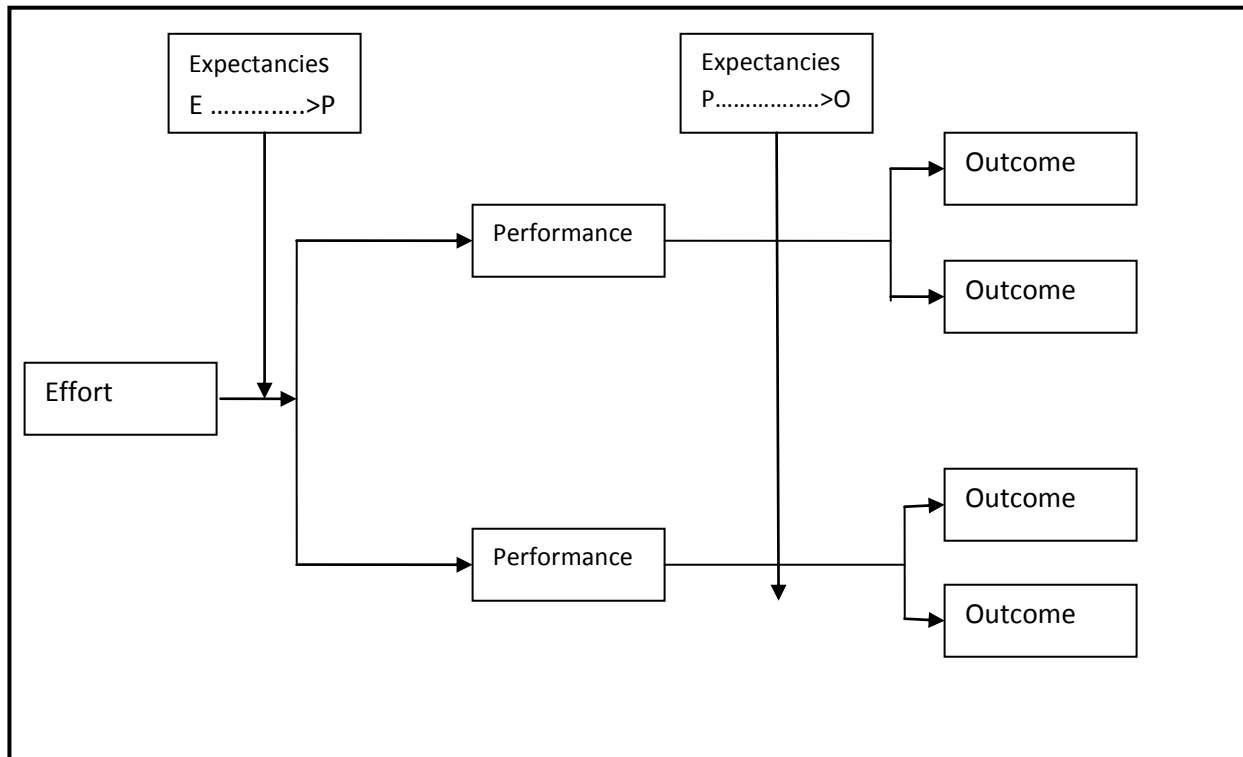 Expectancies
E …………..>P
Expectancies
P…………..….>O
Outcome
Performance
Outcome
Effort
Outcome
Performance
Outcome